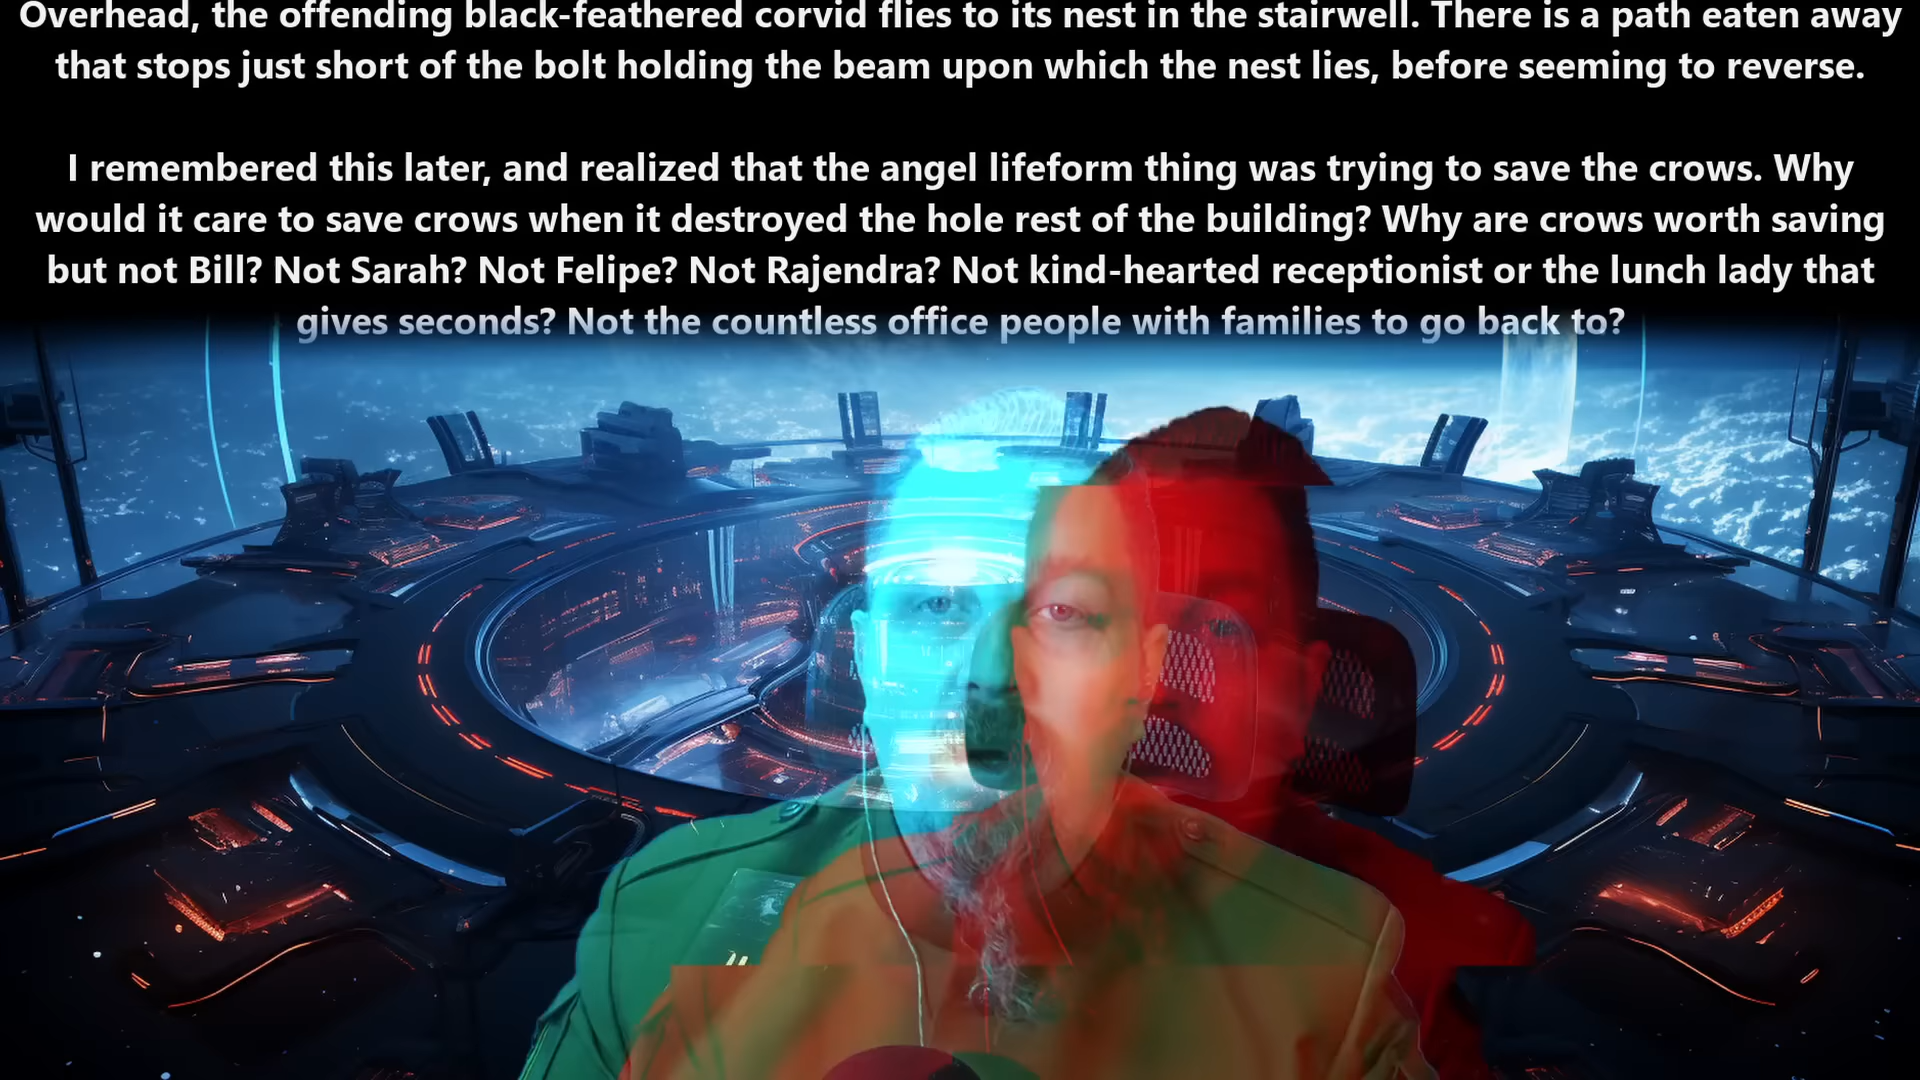 Overhead, the offending black-feathered corvid flies to its nest in the stairwell. There is a path eaten away
that stops just short of the bolt holding the beam upon which the nest lies, before seeming to reverse.
I remembered this later, and realized that the angel lifeform thing was trying to save the crows. Why
would it care to save crows when it destroyed the hole rest of the building? Why are crows worth saving
but not Bill? Not Sarah? Not Felipe? Not Rajendra? Not kind-hearted receptionist or the lunch lady that
gives seconds? Not the countless office people with families to go back to?